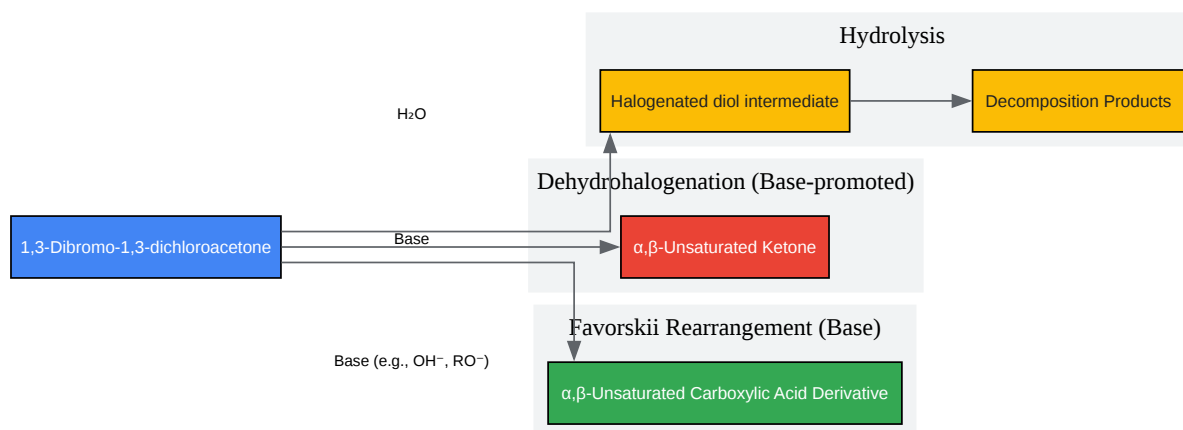 Hydrolysis
Halogenated diol intermediate
Decomposition Products
H₂O
Dehydrohalogenation (Base-promoted)
1,3-Dibromo-1,3-dichloroacetone
Base
α,β-Unsaturated Ketone
Favorskii Rearrangement (Base)
Base (e.g., OH⁻, RO⁻)
α,β-Unsaturated Carboxylic Acid Derivative